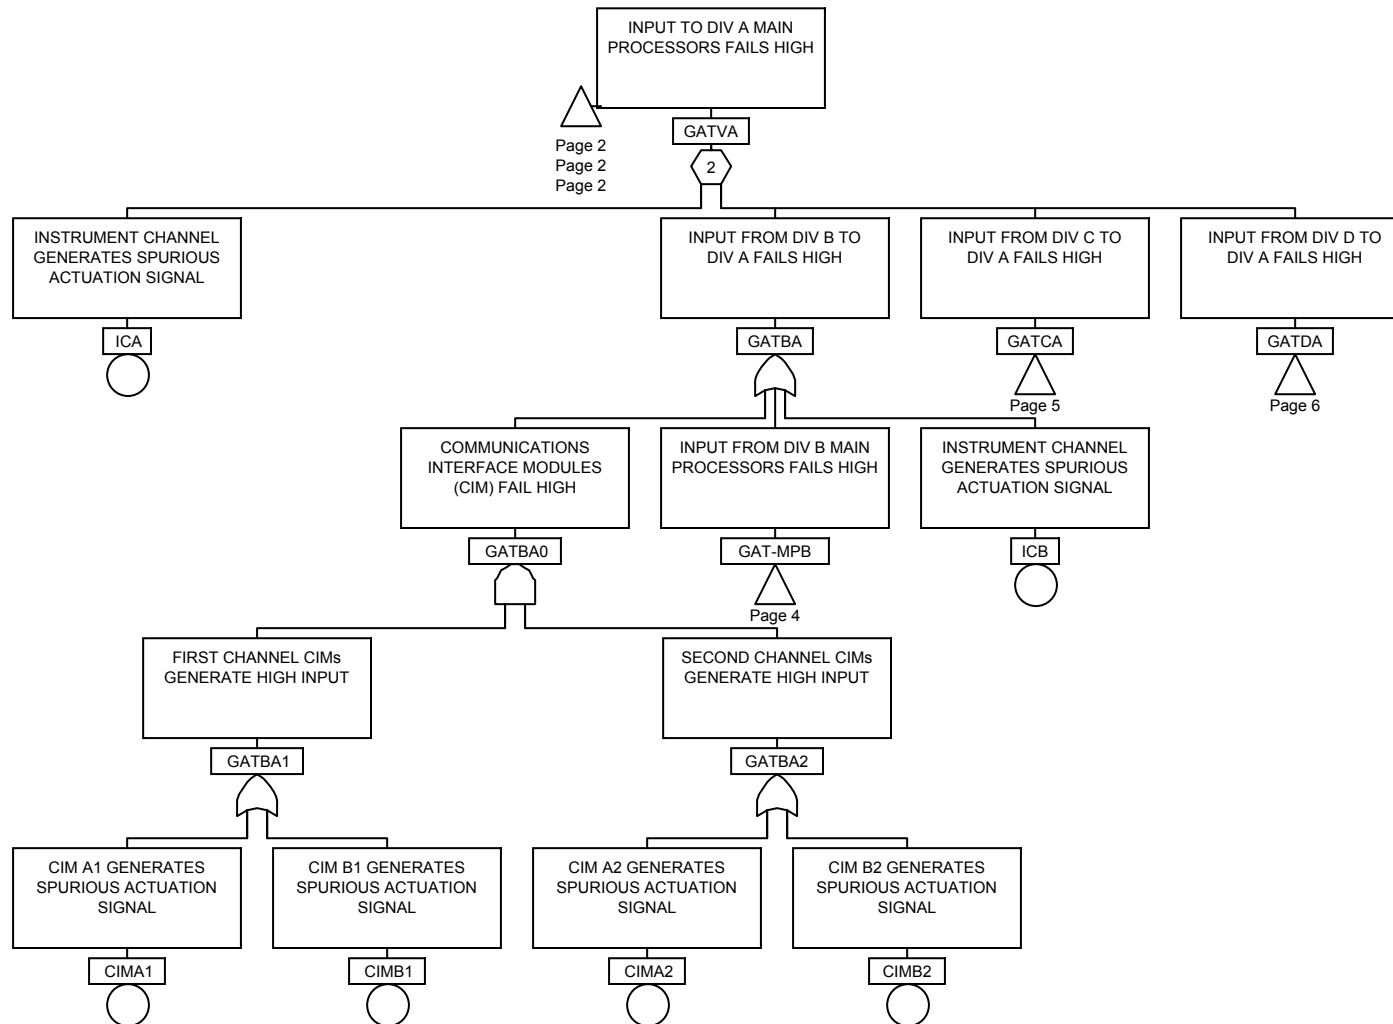 INPUT TO DIV A MAIN
PROCESSORS FAILS HIGH
GATVA
Page 2
Page 2
Page 2
2
INSTRUMENT CHANNEL
GENERATES SPURIOUS
ACTUATION SIGNAL
ICA
INPUT FROM DIV B TO
DIV A FAILS HIGH
GATBA
INPUT FROM DIV C TO
DIV A FAILS HIGH
GATCA
Page 5
INPUT FROM DIV D TO
DIV A FAILS HIGH
GATDA
Page 6
COMMUNICATIONS
INTERFACE MODULES
(CIM) FAIL HIGH
GATBA0
INPUT FROM DIV B MAIN
PROCESSORS FAILS HIGH
GAT-MPB
Page 4
INSTRUMENT CHANNEL
GENERATES SPURIOUS
ACTUATION SIGNAL
ICB
FIRST CHANNEL CIMs
GENERATE HIGH INPUT
GATBA1
SECOND CHANNEL CIMs
GENERATE HIGH INPUT
GATBA2
CIM A1 GENERATES
SPURIOUS ACTUATION
SIGNAL
CIMA1
CIM B1 GENERATES
SPURIOUS ACTUATION
SIGNAL
CIMB1
CIM A2 GENERATES
SPURIOUS ACTUATION
SIGNAL
CIMA2
CIM B2 GENERATES
SPURIOUS ACTUATION
SIGNAL
CIMB2